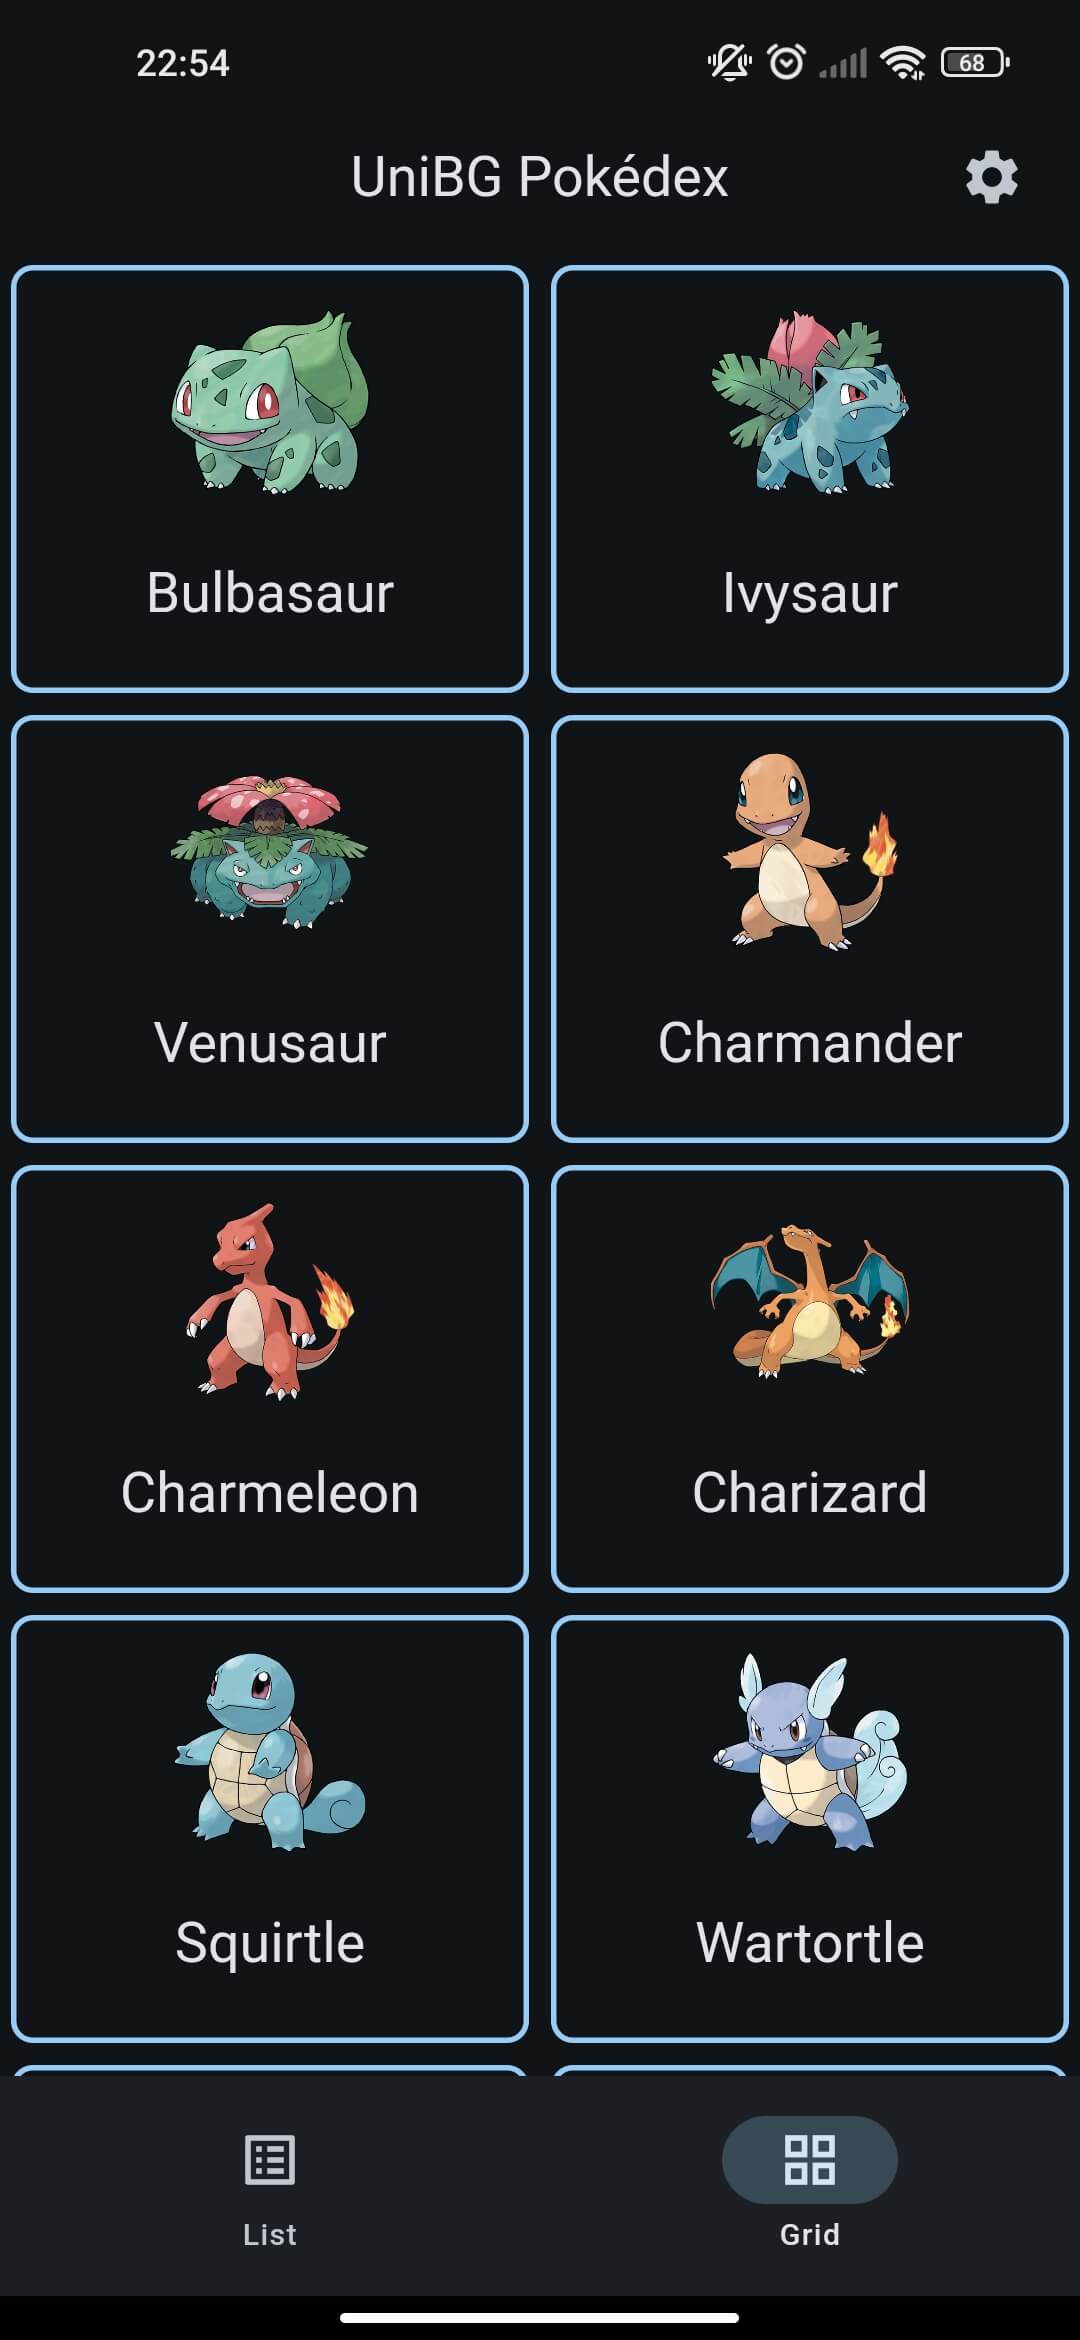 22:54
68
UniBG Pokédex
Bulbasaur
Ivysaur
Venusaur
Charmander
Charmeleon
Charizard
Squirtle
Wartortle
List
Grid